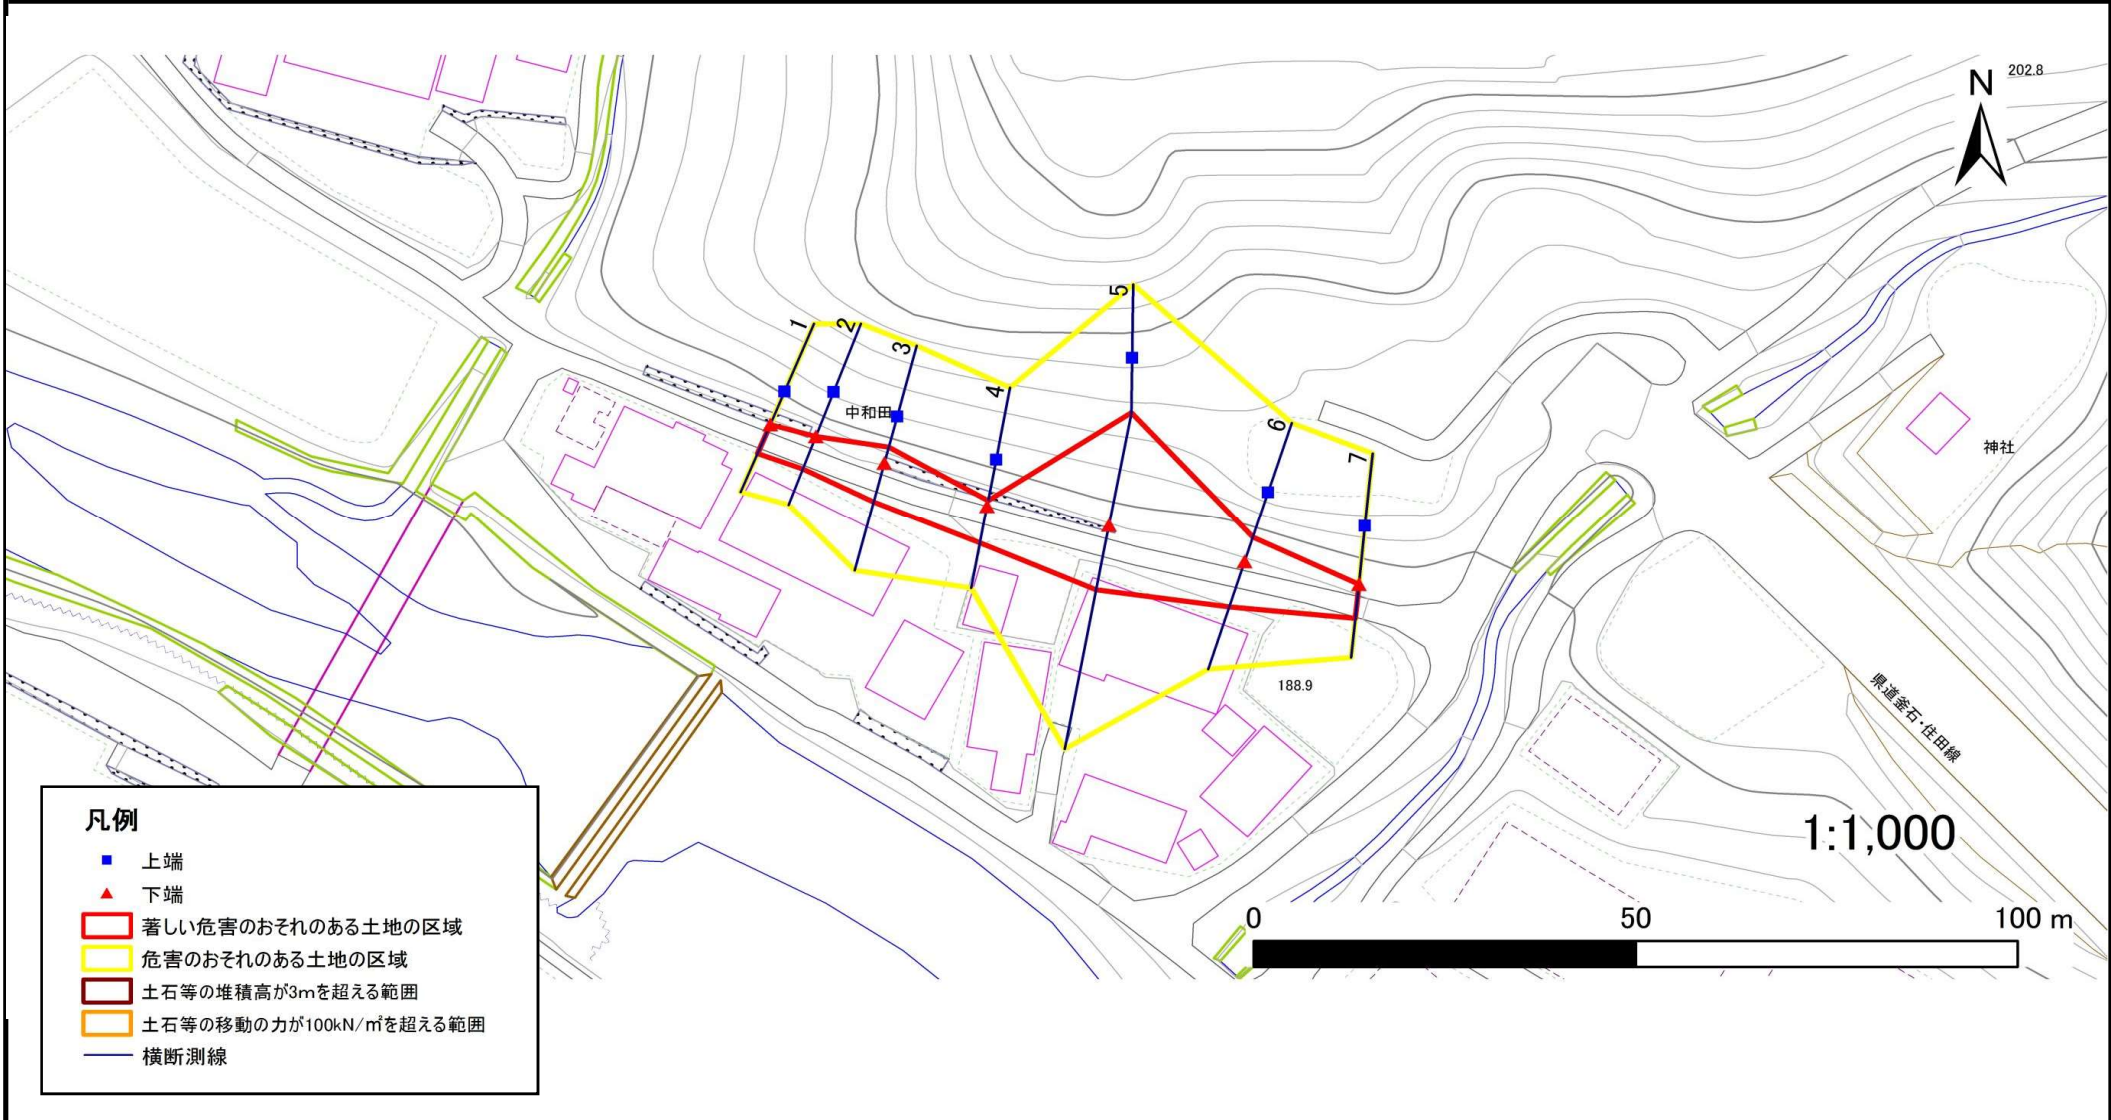 N
202.8
1
2
3
4
5
6
7
中和田
神社
188.9
県道釜石・住田線
1:1,000
0
50
100 m
凡例
上端
下端
著しい危害のおそれのある土地の区域
危害のおそれのある土地の区域
土石等の堆積高が3mを超える範囲
土石等の移動の力が100kN/㎡を超える範囲
横断測線